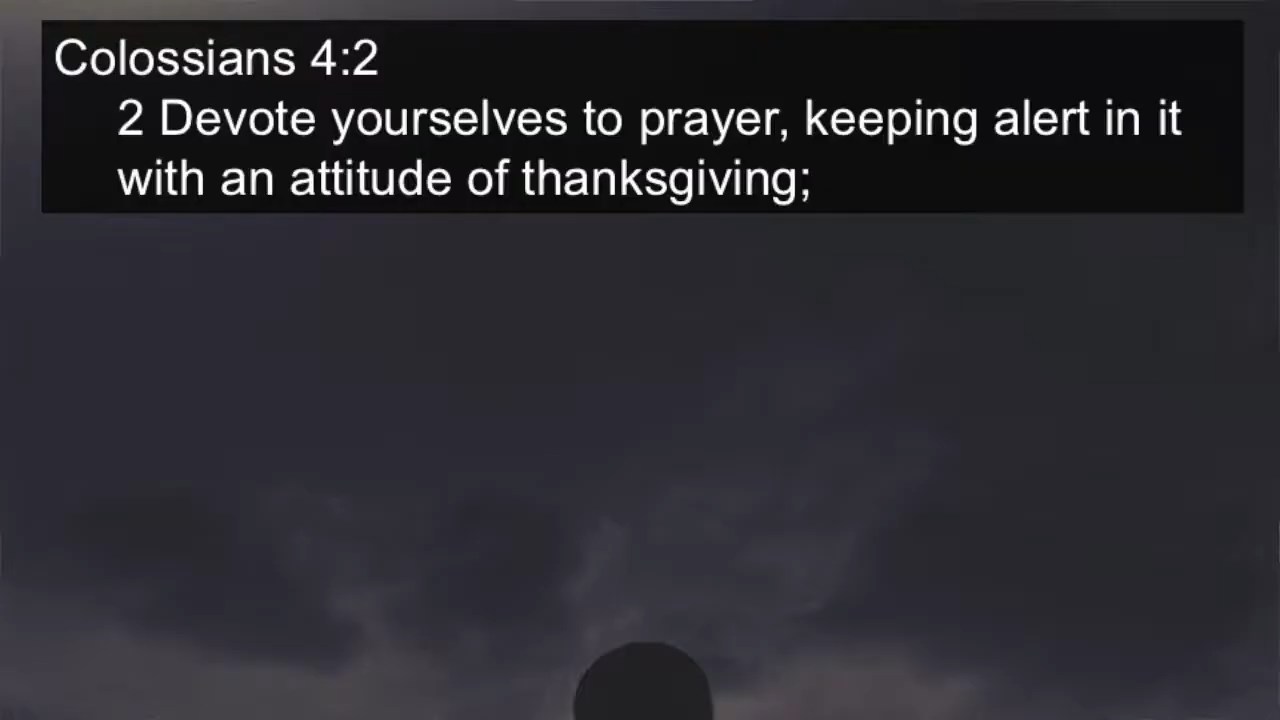 Colossians 4:2
2 Devote yourselves to prayer, keeping alert in it
with an attitude of thanksgiving;